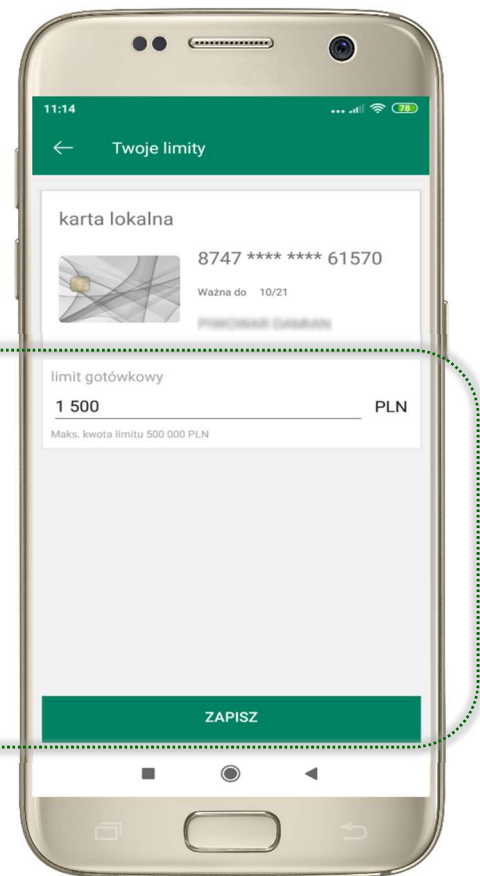 11:14
78
Twoje limity
karta lokalna
8747 **** **** 61570
Ważna do 10/21
limit gotówkowy
1 500 PLN
Maks. kwota limitu 500 000 PLN
ZAPISZ